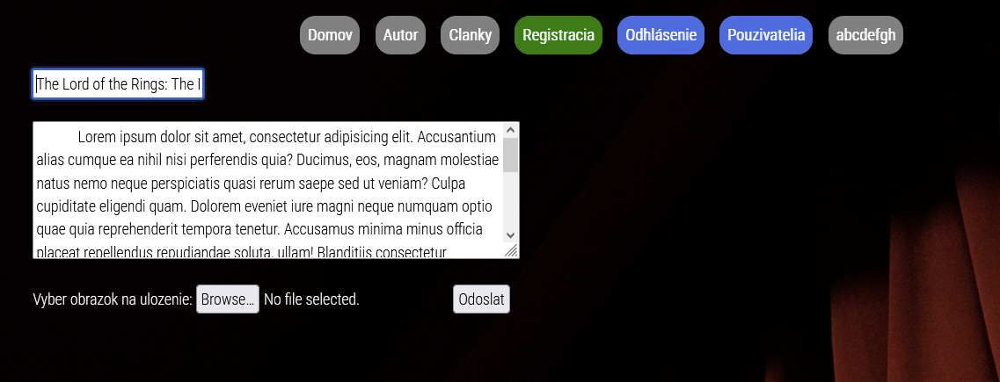 Domov Autor Clanky Registracia Odhlásenie Pouzivatelia abcdefgh
The Lord of the Rings: The
Lorem ipsum dolor sit amet, consectetur adipisicing elit. Accusantium
alias cumque ea nihil nisi perferendis quia? Ducimus, eos, magnam molestiae
natus nemo neque perspiciatis quasi rerum saepe sed ut veniam? Culpa
cupiditate eligendi quam. Dolorem eveniet iure magni neque numquam optio
quae quia reprehenderit tempora tenetur. Accusamus minima minus officia
placeat repellendus repudiandae soluta, ullam! Blanditiis consectetur
Vyber obrazok na ulozenie: Browse... No file selected. Odoslat